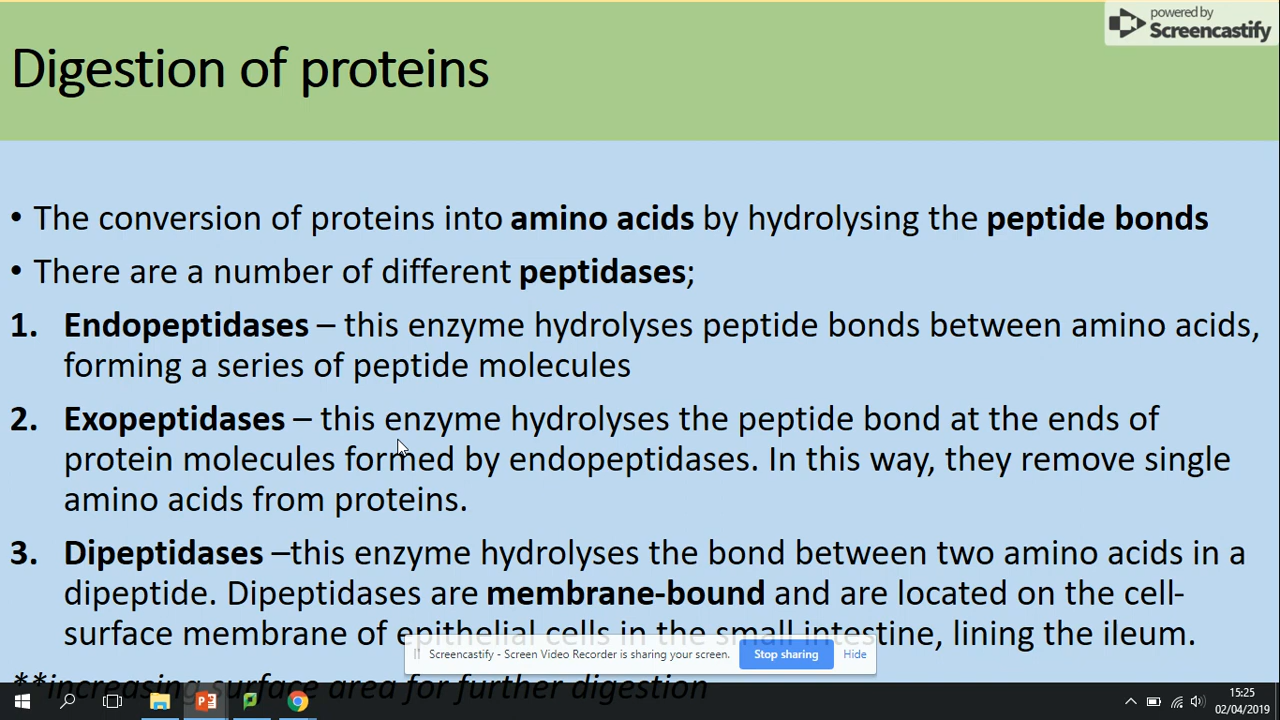 powered by
Screencastify
Digestion of proteins
• The conversion of proteins into amino acids by hydrolysing the peptide bonds
• There are a number of different peptidases;
1. Endopeptidases – this enzyme hydrolyses peptide bonds between amino acids,
forming a series of peptide molecules
2. Exopeptidases – this enzyme hydrolyses the peptide bond at the ends of
protein molecules formed by endopeptidases. In this way, they remove single
amino acids from proteins.
3. Dipeptidases –this enzyme hydrolyses the bond between two amino acids in a
dipeptide. Dipeptidases are membrane-bound and are located on the cell-
surface membrane of epithelial cells in the small intestine, lining the ileum.
Screencastify - Screen Video Recorder is sharing your screen. Stop sharing Hide
**increasing surface area for further digestion
15:25
02/04/2019